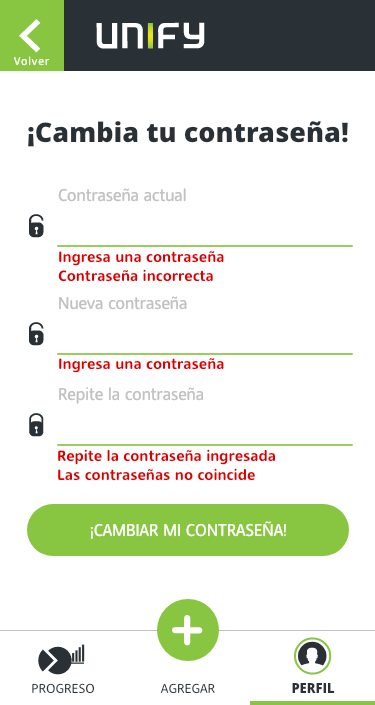 UNIFY
Volver
¡Cambia tu contraseña!
Contraseña actual
Ingresa una contraseña
Contraseña incorrecta
Nueva contraseña
Ingresa una contraseña
Repite la contraseña
Repite la contraseña ingresada
Las contraseñas no coincide
¡CAMBIAR MI CONTRASEÑA!
PROGRESO
AGREGAR
PERFIL